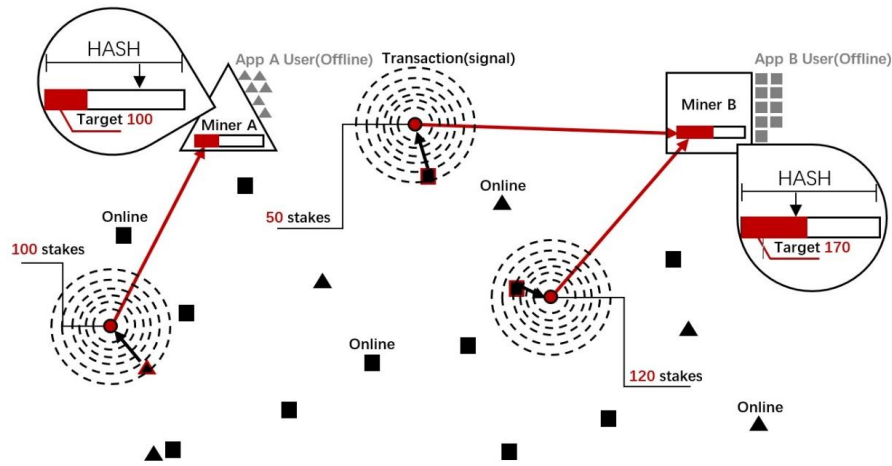 HASH
Target 100
Miner A
App A User(Offline)
Transaction(signal)
App B User(Offline)
Miner B
HASH
Target 170
Online
50 stakes
Online
100 stakes
Online
120 stakes
Online